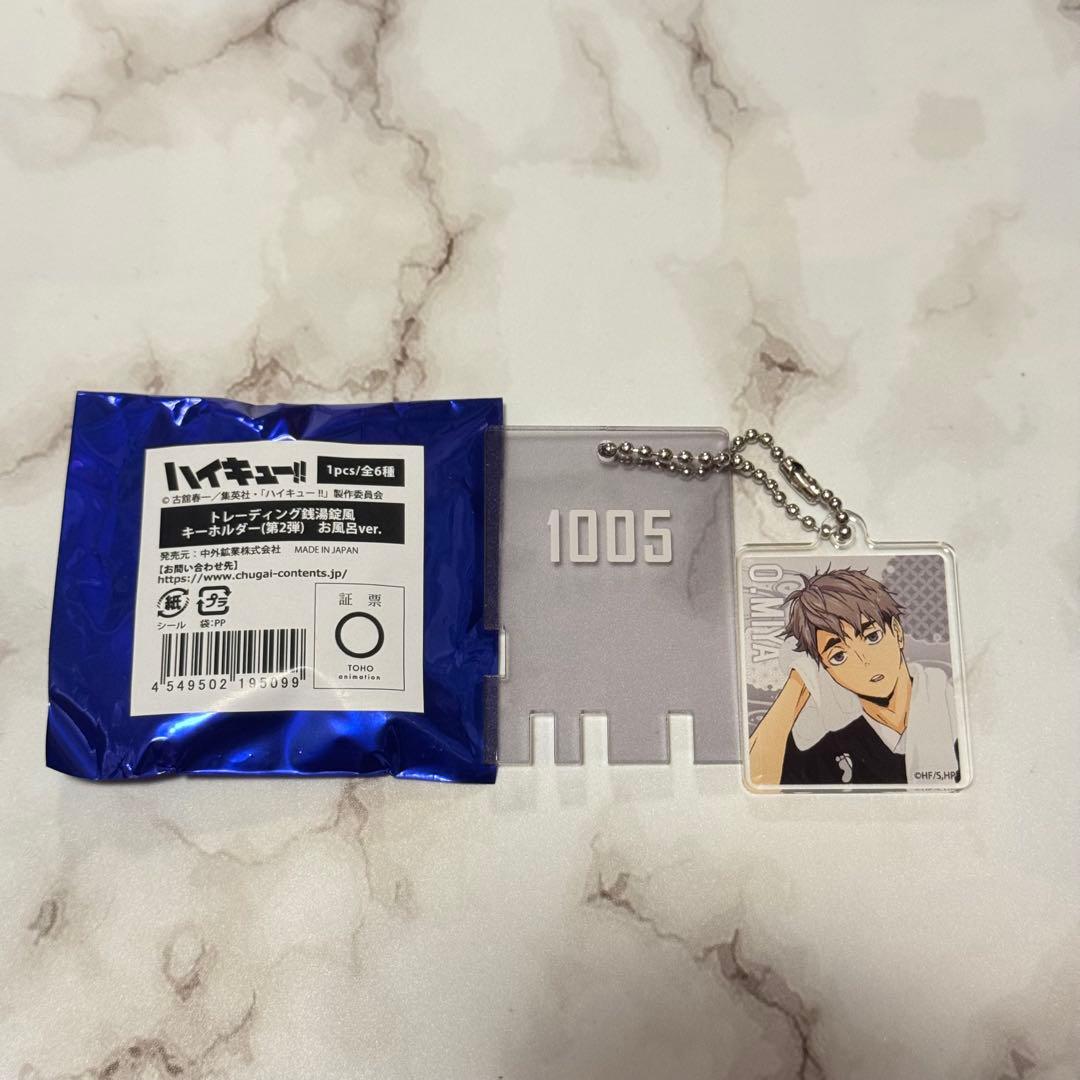 ハイキュー!!
1pcs/全6種
© 古舘春一／集英社・「ハイキュー!!」製作委員会
トレーディング銭湯錠風
キーホルダー(第2弾) お風呂ver.
発売元：中外鉱業株式会社 MADE IN JAPAN
【お問い合わせ先】
https://www.chugai-contents.jp/
紙 プラ
シール 袋:PP
証 票
TOHO
animation
4 549502 195099
1005
O.MIYA
©HF/S,HP